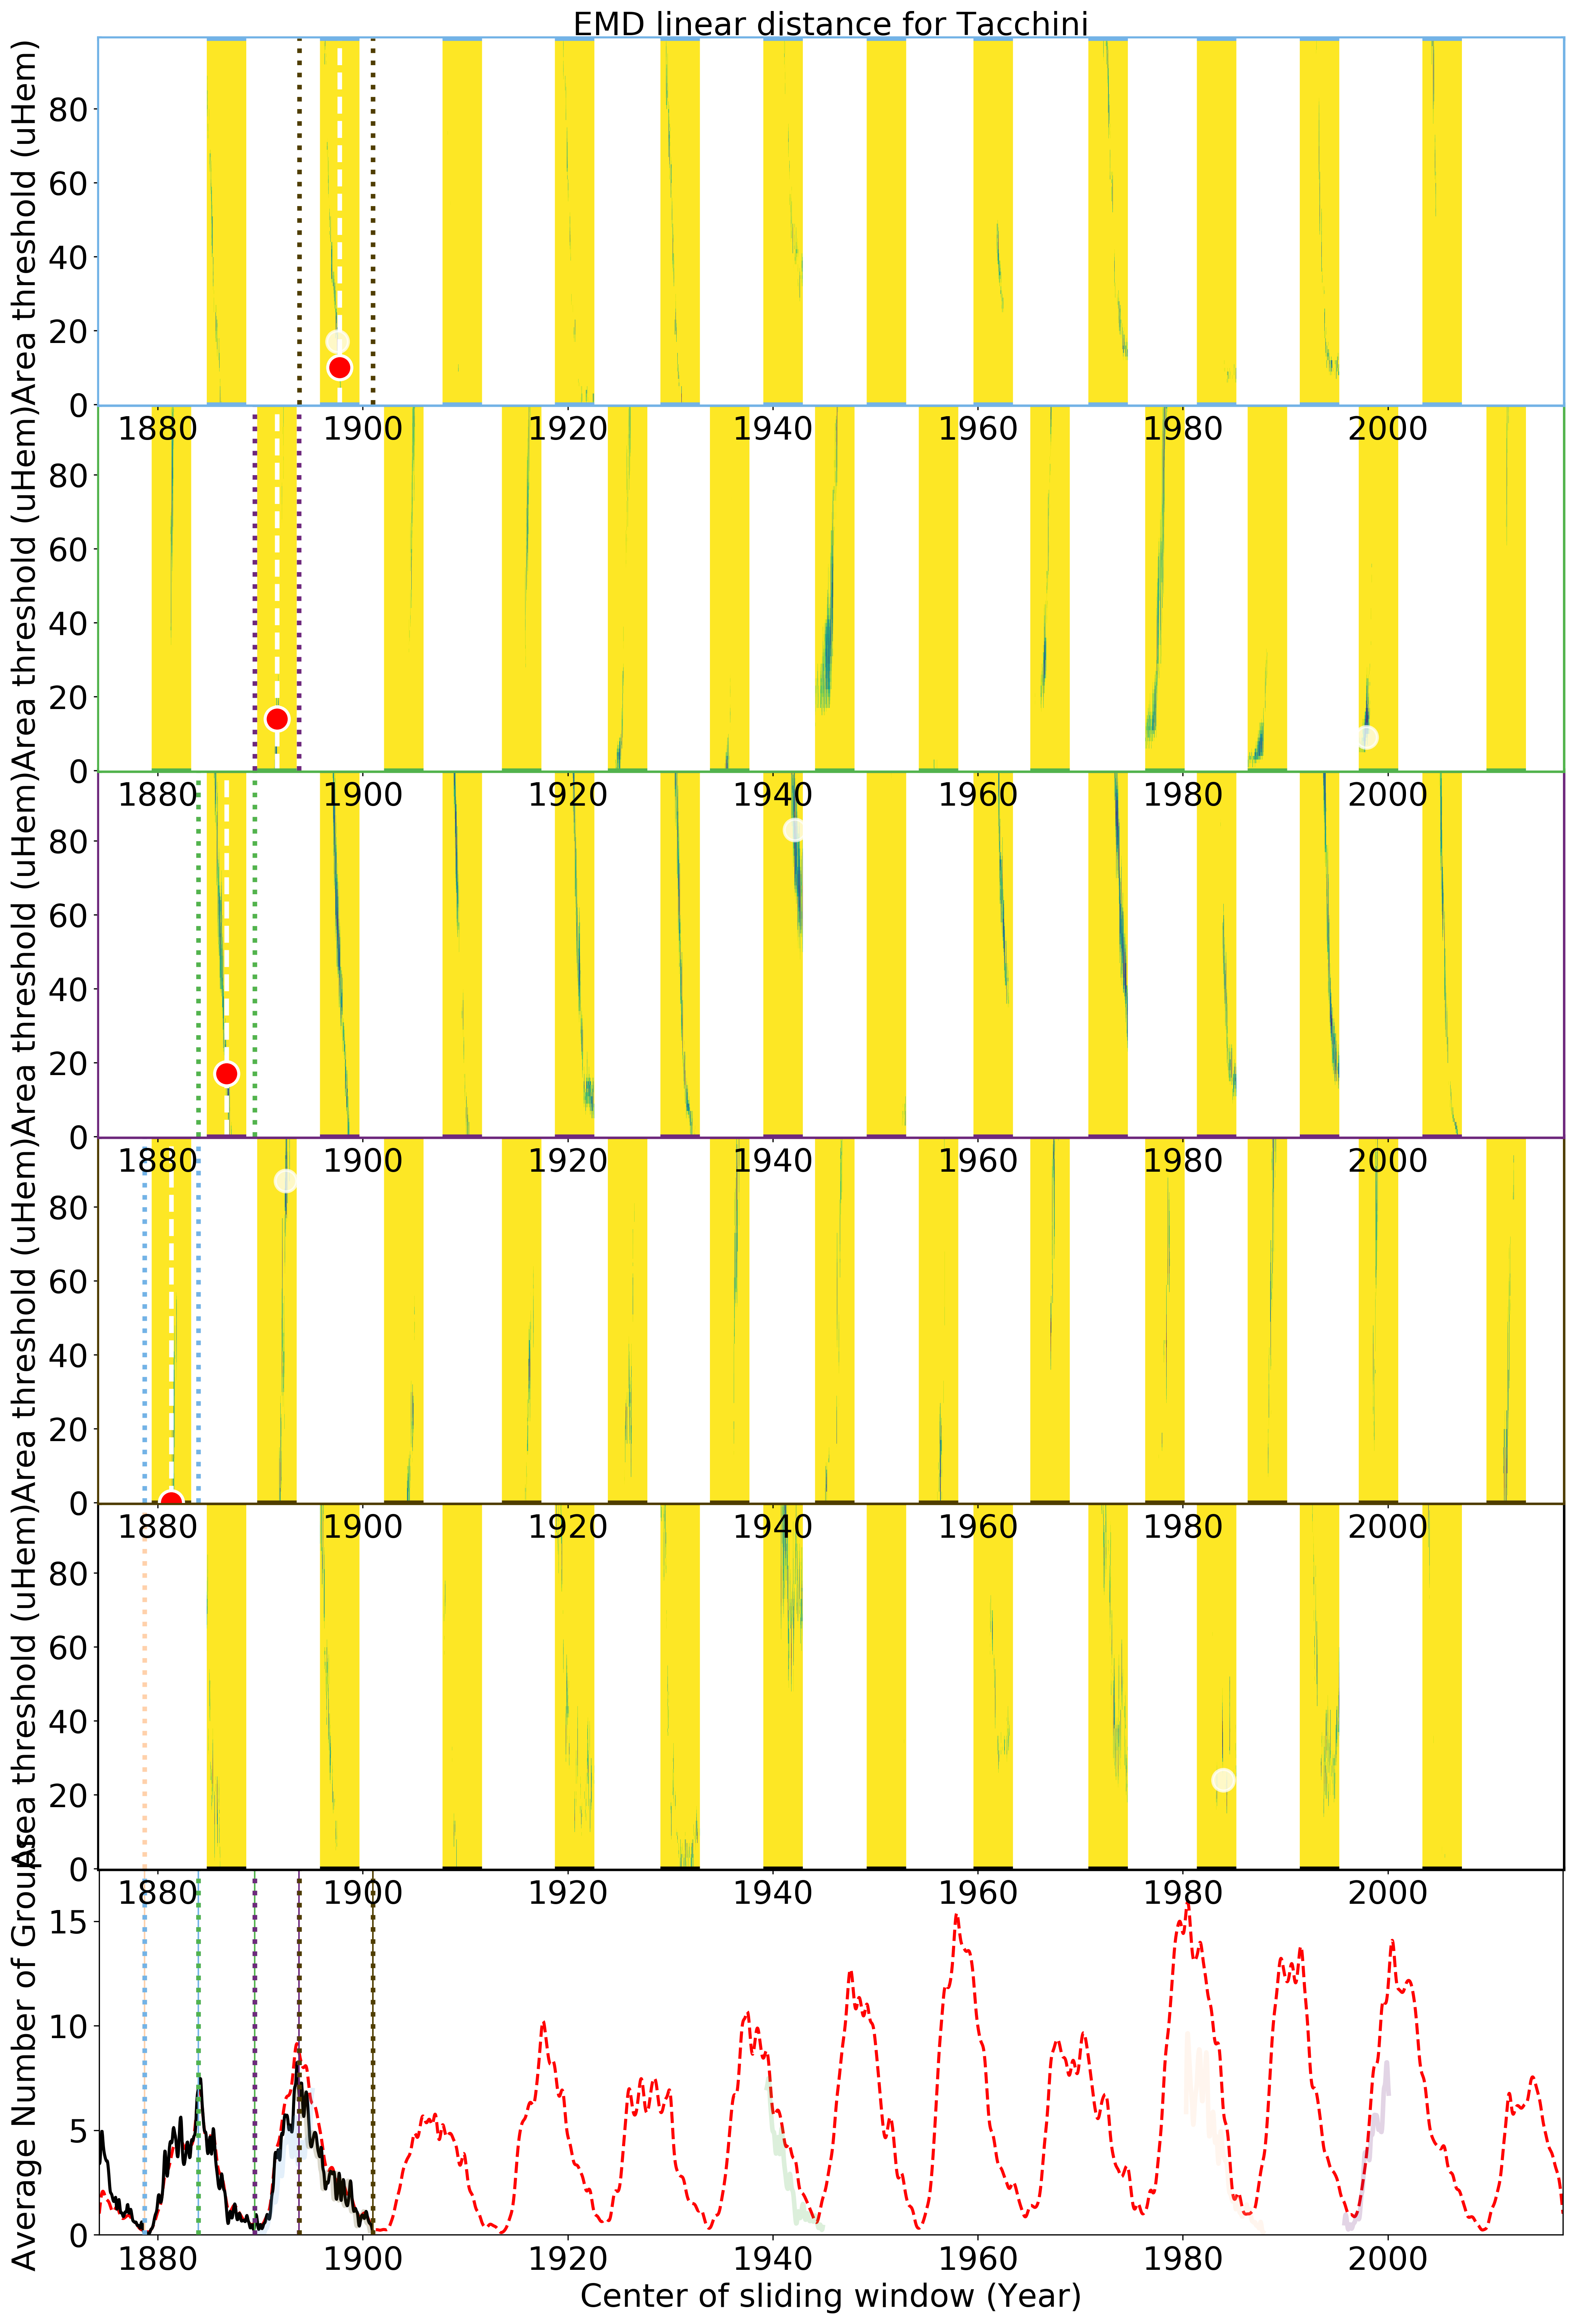 EMD linear distance for Tacchini
Area threshold (uHem)
80
60
40
20
0
1880 1900 1920 1940 1960 1980 2000
Area threshold (uHem)
80
60
40
20
0
1880 1900 1920 1940 1960 1980 2000
Area threshold (uHem)
80
60
40
20
0
1880 1900 1920 1940 1960 1980 2000
Area threshold (uHem)
80
60
40
20
0
1880 1900 1920 1940 1960 1980 2000
Area threshold (uHem)
80
60
40
20
0
1880 1900 1920 1940 1960 1980 2000
Average Number of Groups
15
10
5
0
1880 1900 1920 1940 1960 1980 2000
Center of sliding window (Year)